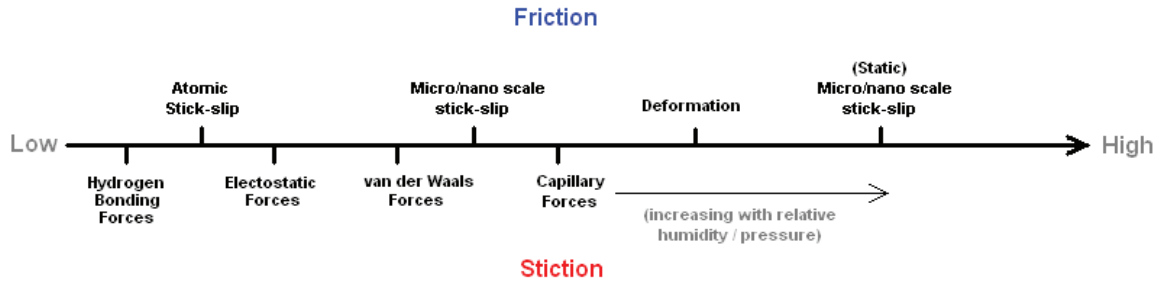 Friction
Atomic
Stick-slip
Micro/nano scale
stick-slip
Deformation
(Static)
Micro/nano scale
stick-slip
Low
High
Hydrogen
Bonding
Forces
Electostatic
Forces
van der Waals
Forces
Capillary
Forces
(increasing with relative
humidity / pressure)
Stiction